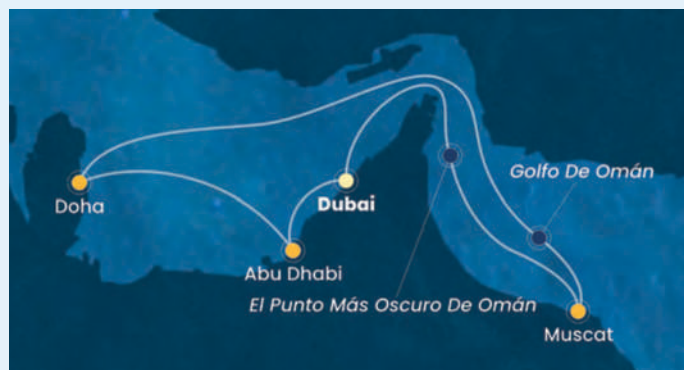 Golfo De Omán
Doha
Dubai
Abu Dhabi
El Punto Más Oscuro De Omán
Muscat